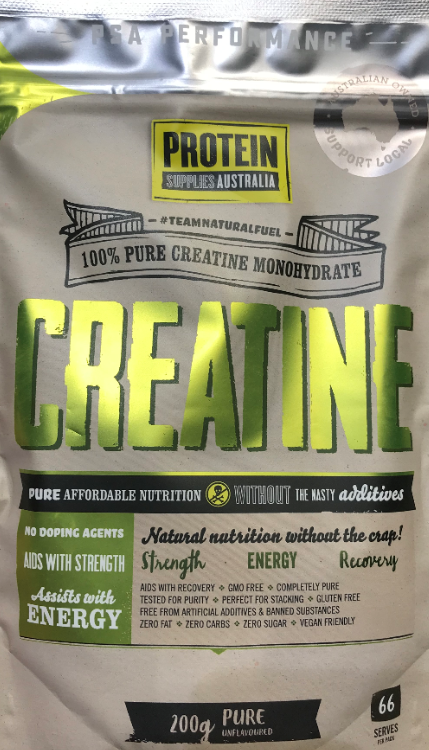 PSA PERFORMANCE
AUSTRALIAN OWNED
SUPPORT LOCAL
PROTEIN
SUPPLIES AUSTRALIA
- #TEAMNATURALFUEL -
100% PURE CREATINE MONOHYDRATE
CREATINE
PURE AFFORDABLE NUTRITION WITHOUT THE NASTY additives
NO DOPING AGENTS
AIDS WITH STRENGTH
Assists with
ENERGY
Natural nutrition without the crap!
Strength ENERGY Recovery
AIDS WITH RECOVERY ❖ GMO FREE ❖ COMPLETELY PURE
TESTED FOR PURITY ❖ PERFECT FOR STACKING ❖ GLUTEN FREE
FREE FROM ARTIFICIAL ADDITIVES & BANNED SUBSTANCES
ZERO FAT ❖ ZERO CARBS ❖ ZERO SUGAR ❖ VEGAN FRIENDLY
200g PURE
UNFLAVOURED
66
SERVES
PER PACK